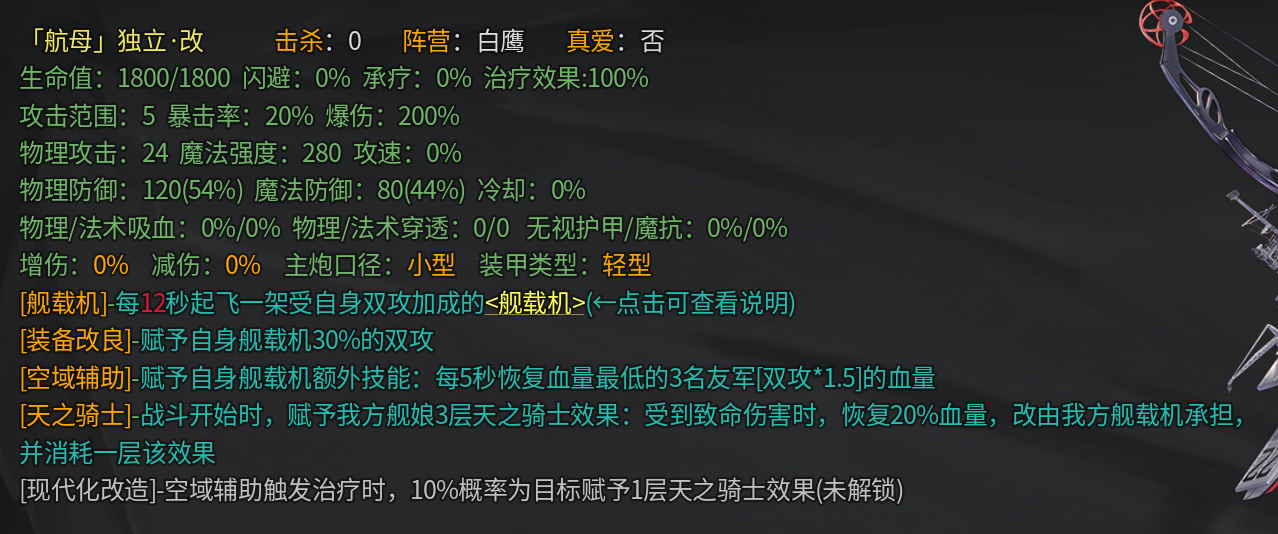 「航母」独立·改 击杀：0 阵营：白鹰 真爱：否
生命值：1800/1800 闪避：0% 承疗：0% 治疗效果:100%
攻击范围：5 暴击率：20% 爆伤：200%
物理攻击：24 魔法强度：280 攻速：0%
物理防御：120(54%) 魔法防御：80(44%) 冷却：0%
物理/法术吸血：0%/0% 物理/法术穿透：0/0 无视护甲/魔抗：0%/0%
增伤：0% 减伤：0% 主炮口径：小型 装甲类型：轻型
[舰载机]-每12秒起飞一架受自身双攻加成的<舰载机>(←点击可查看说明)
[装备改良]-赋予自身舰载机30%的双攻
[空域辅助]-赋予自身舰载机额外技能：每5秒恢复血量最低的3名友军[双攻*1.5]的血量
[天之骑士]-战斗开始时，赋予我方舰娘3层天之骑士效果：受到致命伤害时，恢复20%血量，改由我方舰载机承担，
并消耗一层该效果
[现代化改造]-空域辅助触发治疗时，10%概率为目标赋予1层天之骑士效果(未解锁)